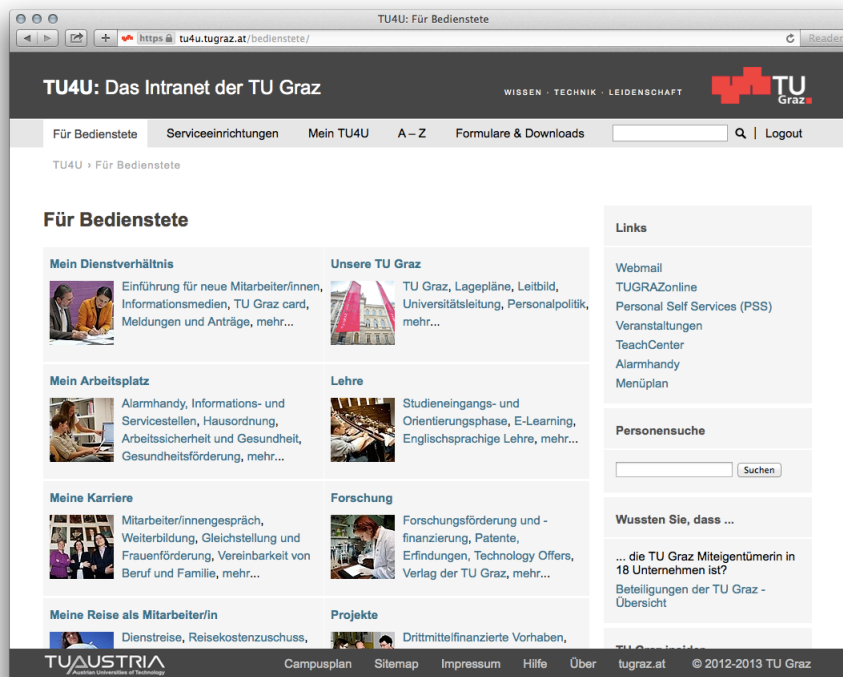 TU4U: Für Bedienstete
https tu4u.tugraz.at/bedienstete/
Reader
TU4U: Das Intranet der TU Graz
WISSEN · TECHNIK · LEIDENSCHAFT
TU
Graz
Für Bedienstete Serviceeinrichtungen Mein TU4U A – Z Formulare & Downloads | Logout
TU4U › Für Bedienstete
Für Bedienstete
Mein Dienstverhältnis
Einführung für neue Mitarbeiter/innen,
Informationsmedien, TU Graz card,
Meldungen und Anträge, mehr...
Unsere TU Graz
TU Graz, Lagepläne, Leitbild,
Universitätsleitung, Personalpolitik,
mehr...
Mein Arbeitsplatz
Alarmhandy, Informations- und
Servicestellen, Hausordnung,
Arbeitssicherheit und Gesundheit,
Gesundheitsförderung, mehr...
Lehre
Studieneingangs- und
Orientierungsphase, E-Learning,
Englischsprachige Lehre, mehr...
Meine Karriere
Mitarbeiter/innengespräch,
Weiterbildung, Gleichstellung und
Frauenförderung, Vereinbarkeit von
Beruf und Familie, mehr...
Forschung
Forschungsförderung und -
finanzierung, Patente,
Erfindungen, Technology Offers,
Verlag der TU Graz, mehr...
Meine Reise als Mitarbeiter/in
Dienstreise, Reisekostenzuschuss,
Projekte
Drittmittelfinanzierte Vorhaben,
Links
Webmail
TUGRAZonline
Personal Self Services (PSS)
Veranstaltungen
TeachCenter
Alarmhandy
Menüplan
Personensuche
Suchen
Wussten Sie, dass ...
... die TU Graz Miteigentümerin in
18 Unternehmen ist?
Beteiligungen der TU Graz -
Übersicht
TU Graz insider
TU AUSTRIA
Austrian Universities of Technology
Campusplan Sitemap Impressum Hilfe Über tugraz.at © 2012-2013 TU Graz